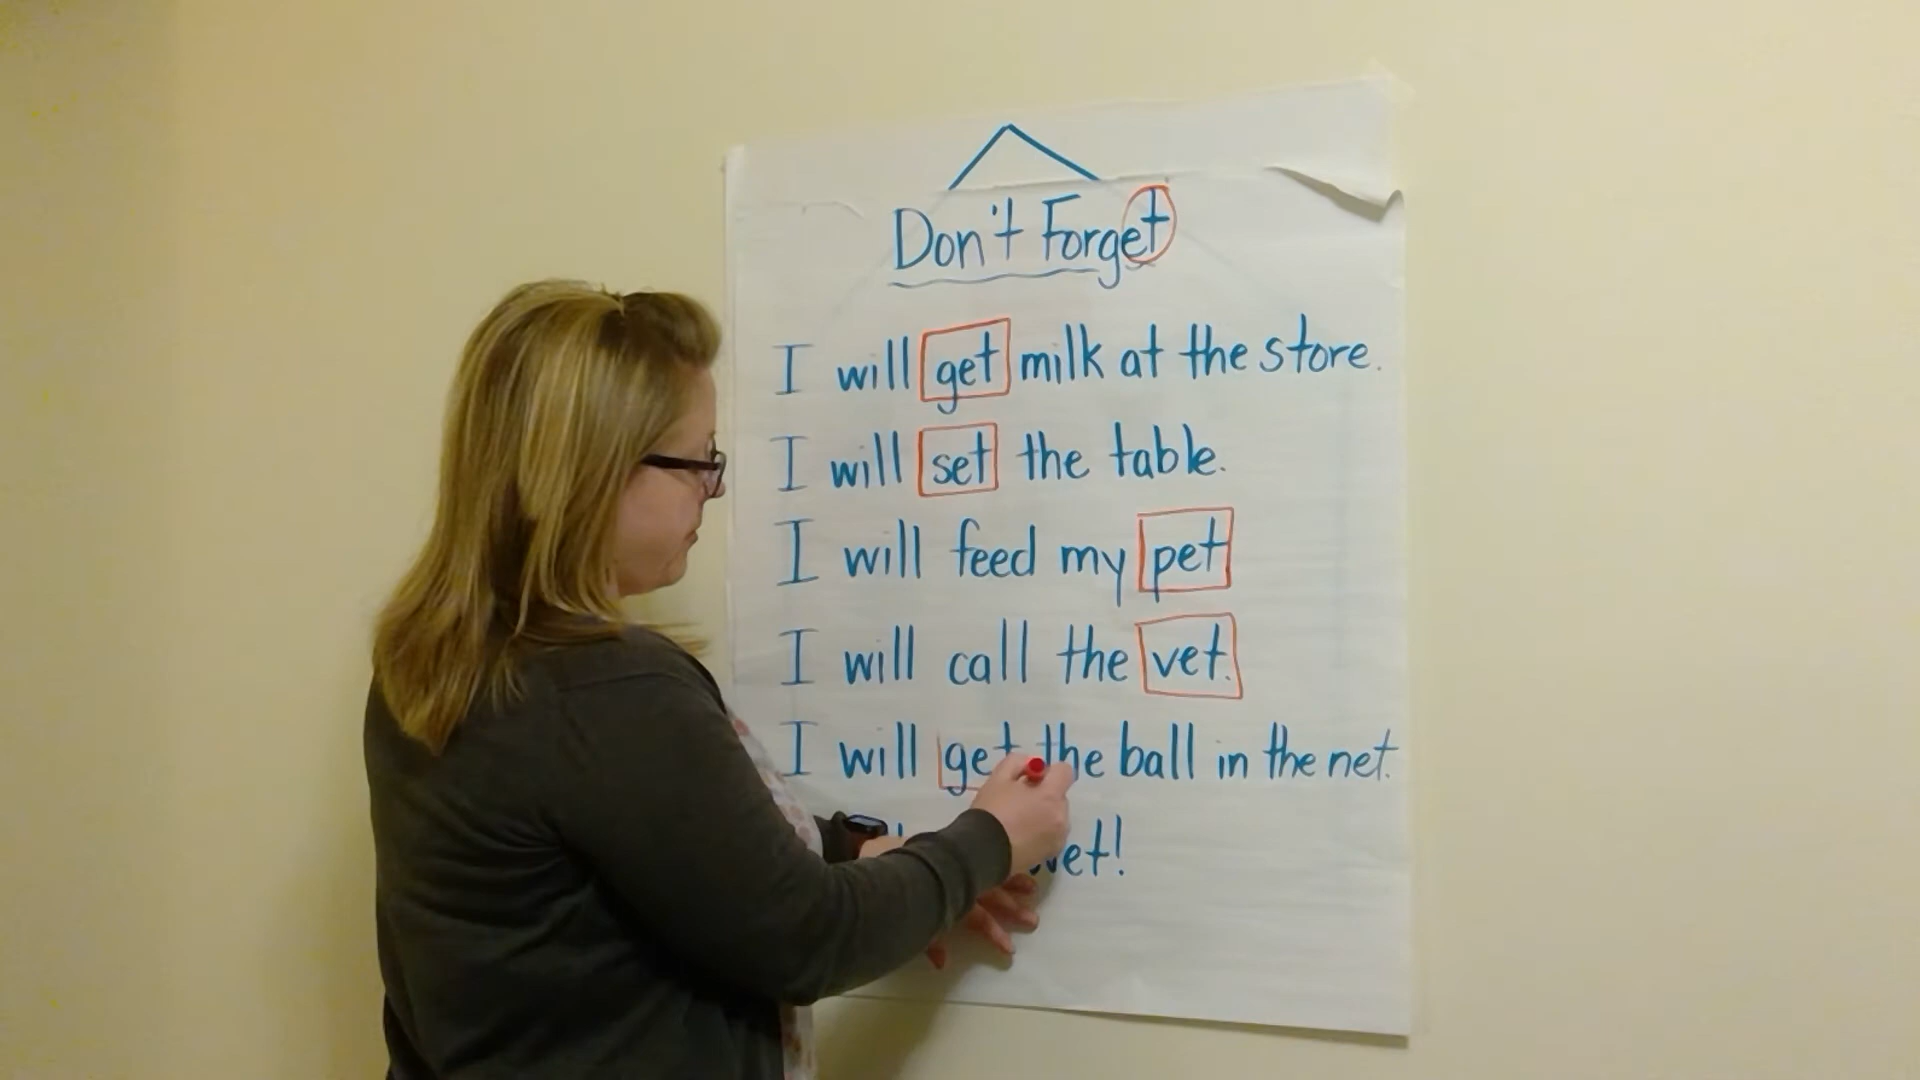 Don't Forget
I will get milk at the store.
I will set the table.
I will feed my pet
I will call the vet.
I will get the ball in the net.